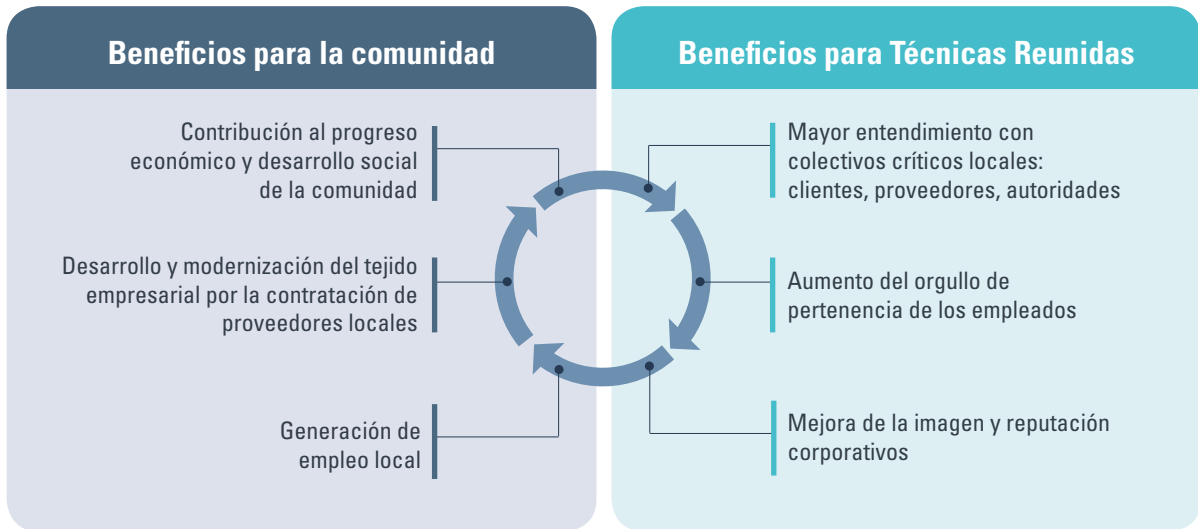 Beneficios para la comunidad
Contribución al progreso
económico y desarrollo social
de la comunidad
Desarrollo y modernización del tejido
empresarial por la contratación de
proveedores locales
Generación de
empleo local
Beneficios para Técnicas Reunidas
Mayor entendimiento con
colectivos críticos locales:
clientes, proveedores, autoridades
Aumento del orgullo de
pertenencia de los empleados
Mejora de la imagen y reputación
corporativos